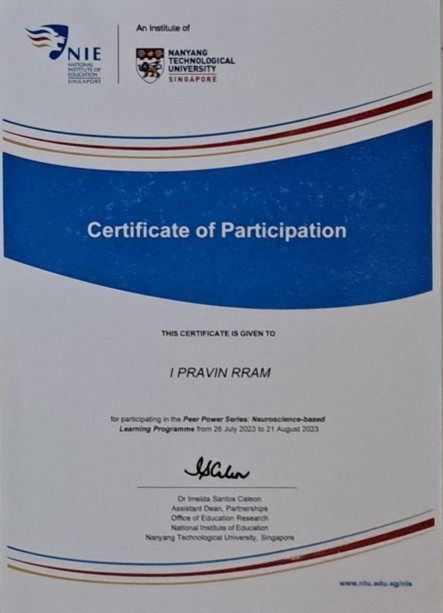 NIE
NATIONAL
INSTITUTE OF
EDUCATION
SINGAPORE
An Institute of
NANYANG
TECHNOLOGICAL
UNIVERSITY
SINGAPORE
Certificate of Participation
THIS CERTIFICATE IS GIVEN TO
I PRAVIN RRAM
for participating in the Peer Power Series: Neuroscience-based
Learning Programme from 26 July 2023 to 21 August 2023
Dr Imelda Santos Caleon
Assistant Dean, Partnerships
Office of Education Research
National Institute of Education
Nanyang Technological University, Singapore
www.ntu.edu.sg/nie